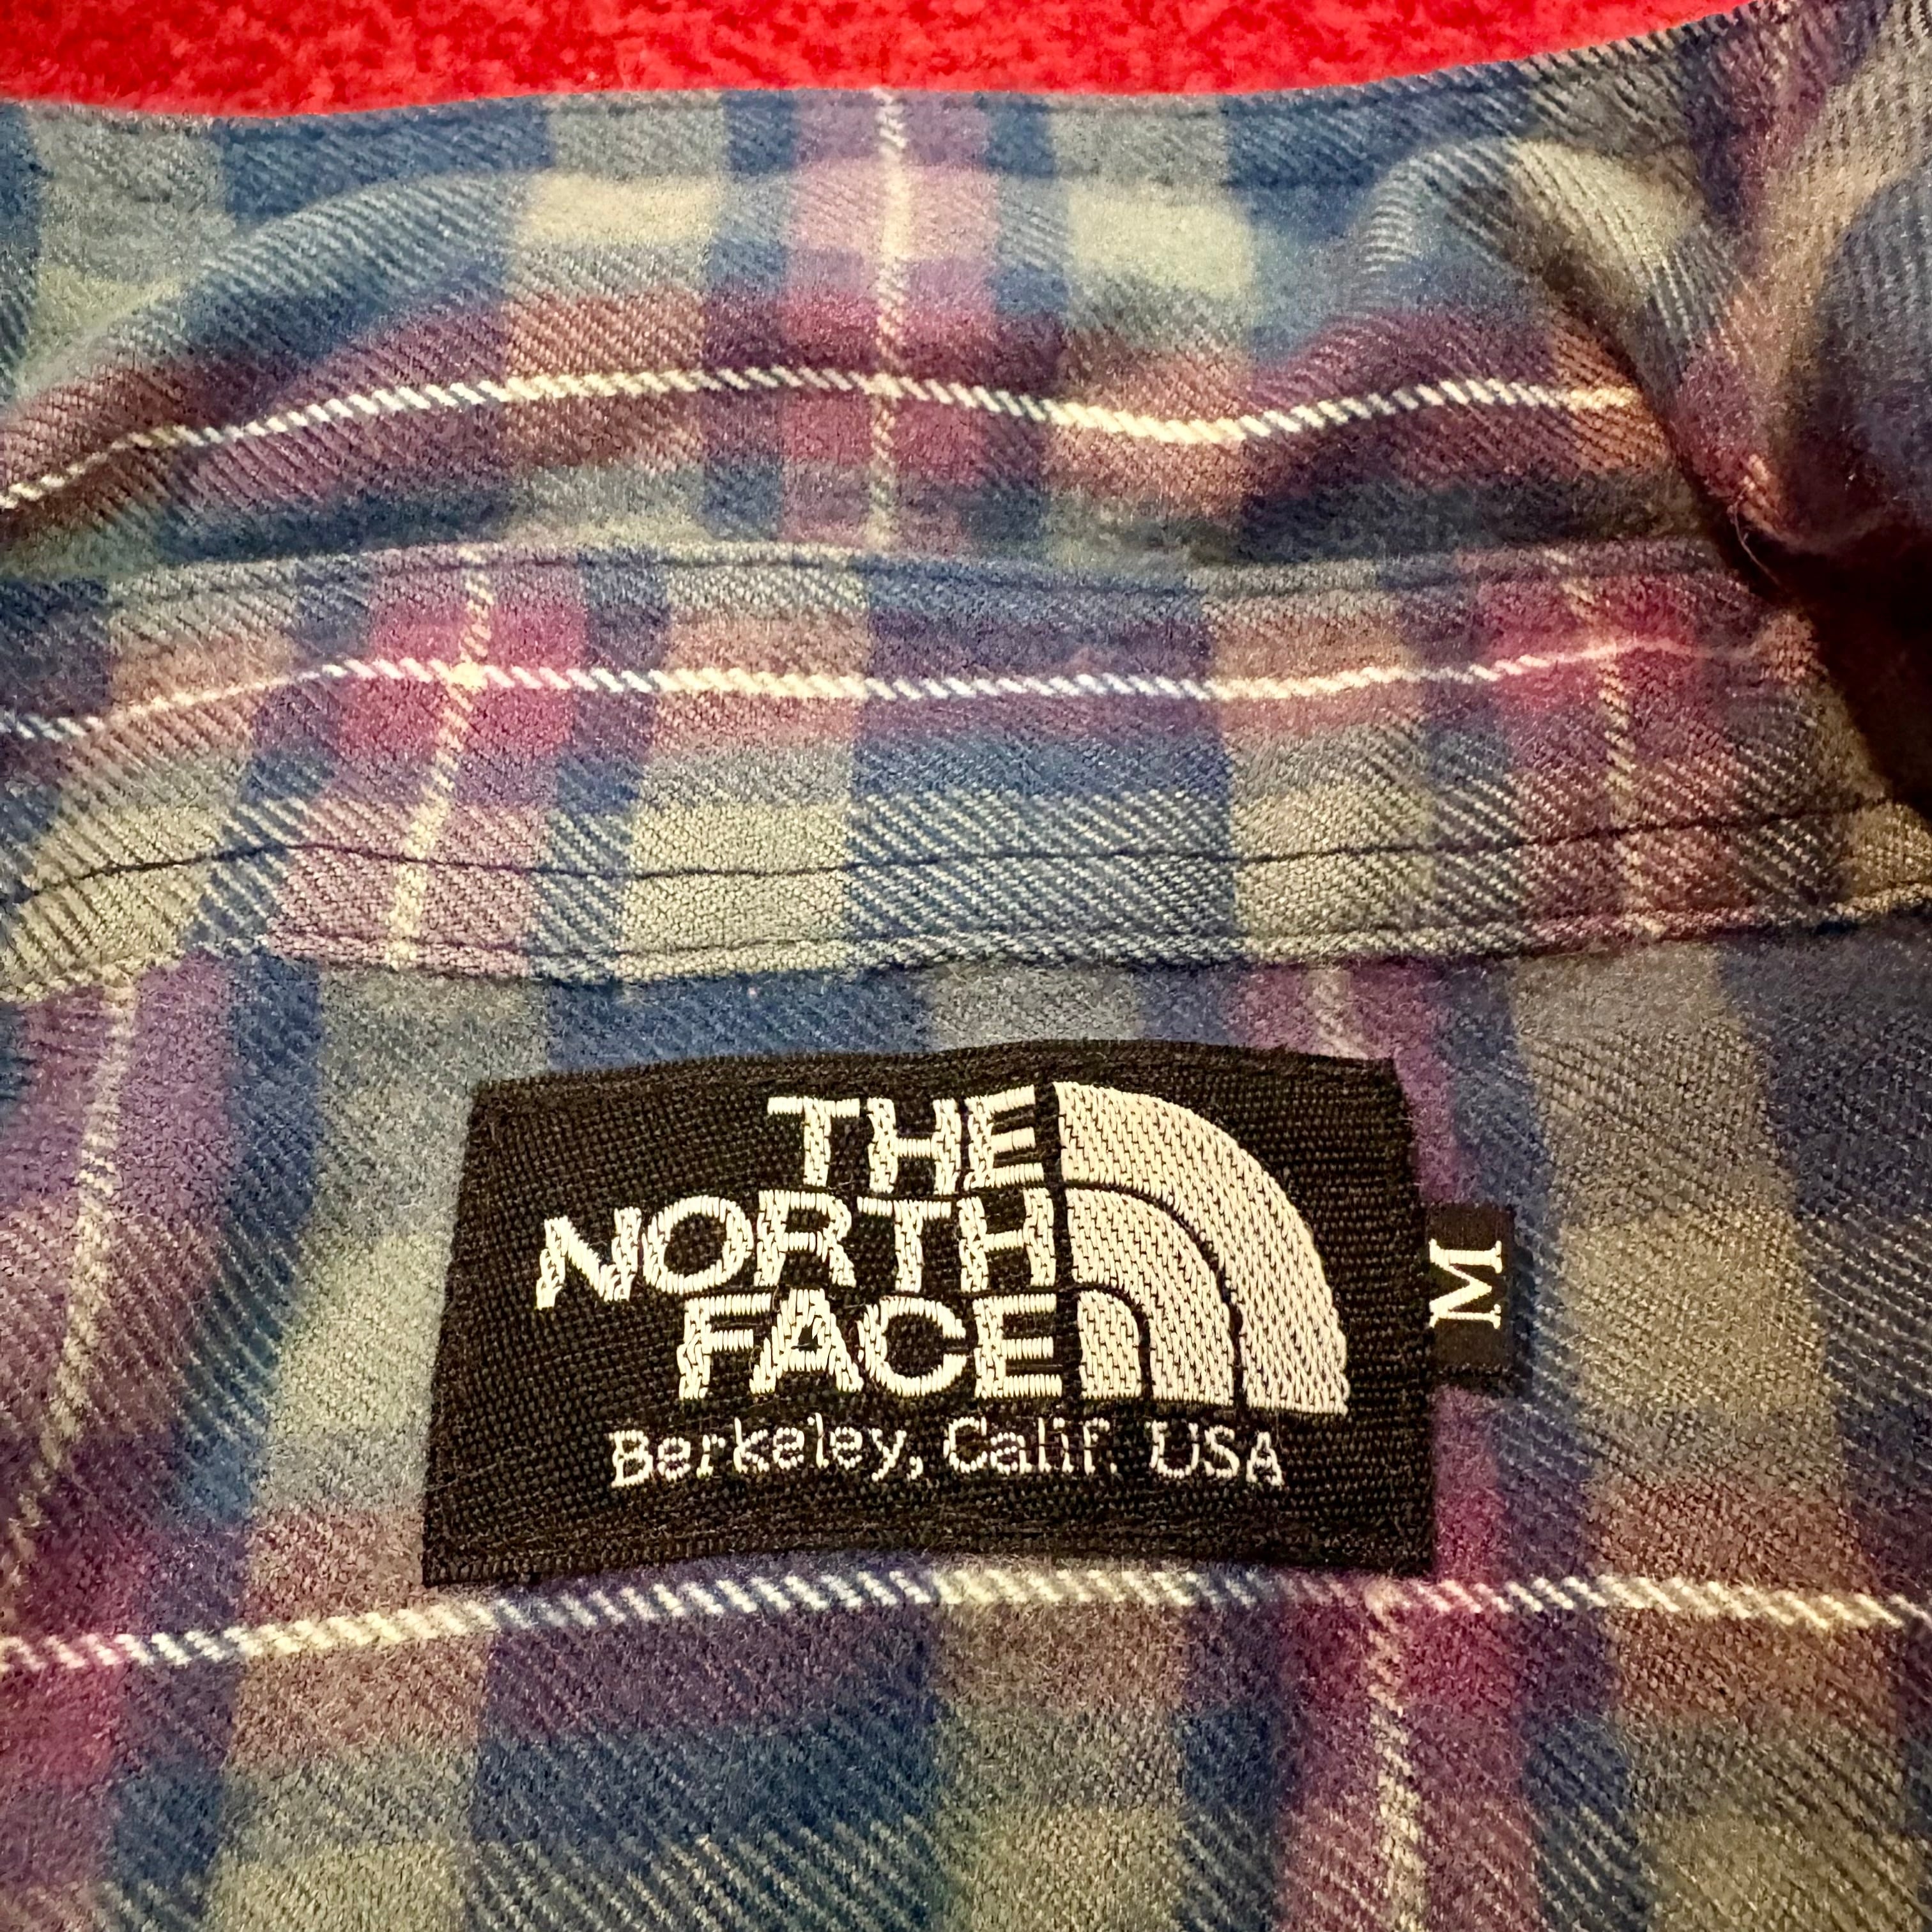 THE
NORTH
FACE
Berkeley, Calif. USA
M